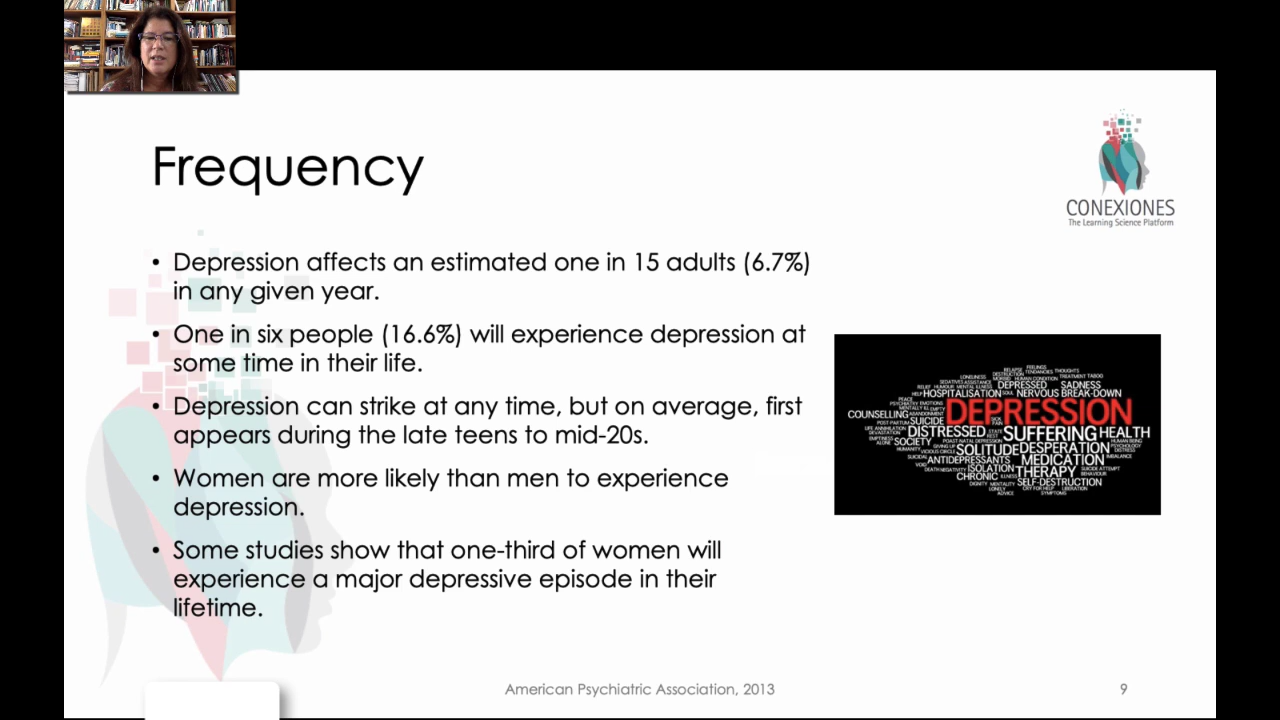 Frequency
CONEXIONES
The Learning Science Platform
• Depression affects an estimated one in 15 adults (6.7%)
in any given year.
• One in six people (16.6%) will experience depression at
some time in their life.
• Depression can strike at any time, but on average, first
appears during the late teens to mid-20s.
• Women are more likely than men to experience
depression.
• Some studies show that one-third of women will
experience a major depressive episode in their
lifetime.
LONELINESS
DEPRESSED SADNESS
HOSPITALISATION NERVOUS BREAK-DOWN
COUNSELLING DEPRESSION
SUICIDE
DISTRESSED SUFFERING HEALTH
SOCIETY SOLITUDE DESPERATION
ANTIDEPRESSANTS MEDICATION
ISOLATION THERAPY
CHRONIC SELF-DESTRUCTION
American Psychiatric Association, 2013
9